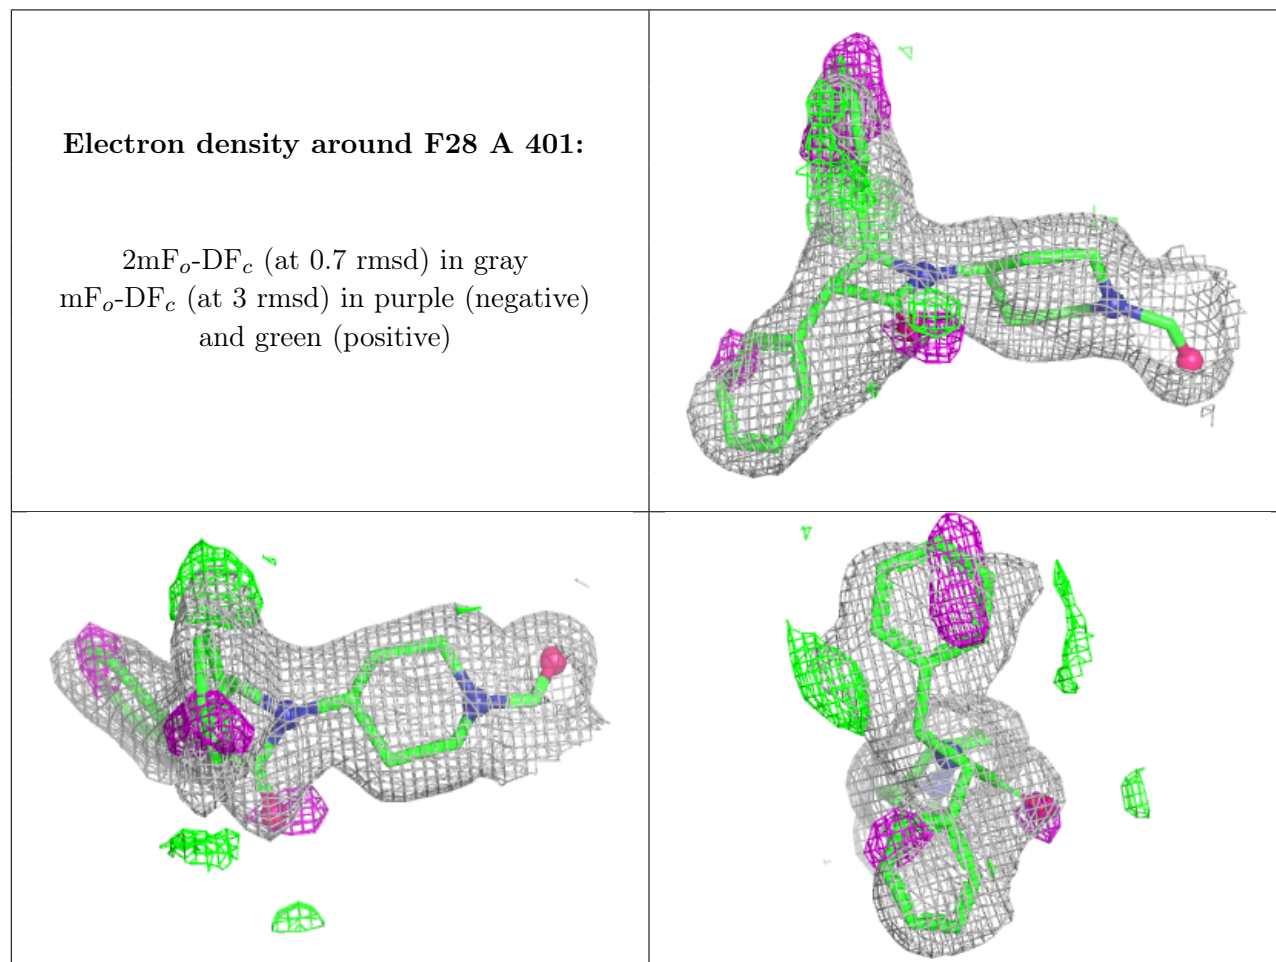 Electron density around F28 A 401:
2mFo-DFc (at 0.7 rmsd) in gray
mFo-DFc (at 3 rmsd) in purple (negative)
and green (positive)